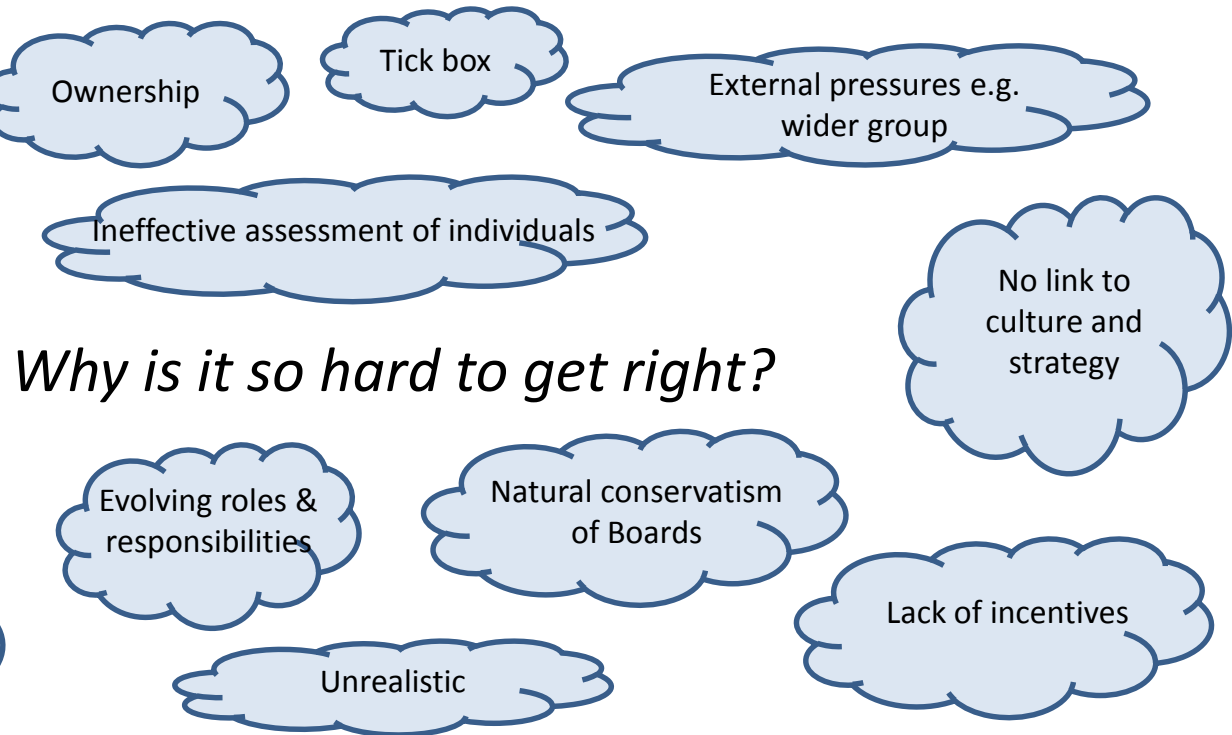 Ownership
Tick box
External pressures e.g.
wider group
Ineffective assessment of individuals
No link to
culture and
strategy
Why is it so hard to get right?
Evolving roles &
responsibilities
Natural conservatism
of Boards
Lack of incentives
Unrealistic